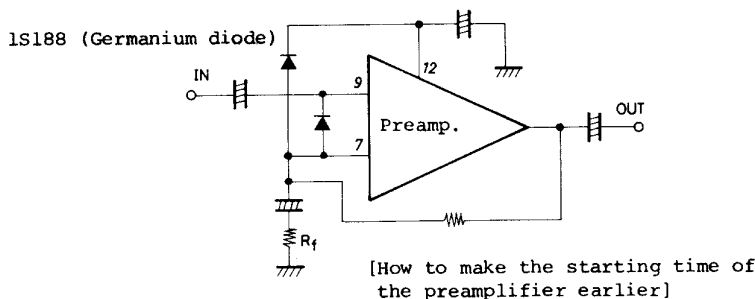 1S188 (Germanium diode)
IN
9
12
7
Preamp.
OUT
Rf
[How to make the starting time of
the preamplifier earlier]